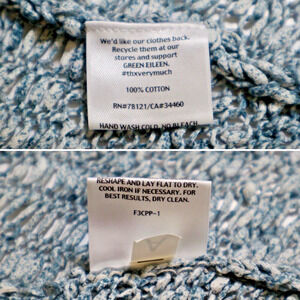 We'd like our clothes back.
Recycle them at our
stores and support
GREEN EILEEN.
#thxverymuch
100% COTTON
RN#78121/CA#34460
HAND WASH COLD. NO BLEACH.
RESHAPE AND LAY FLAT TO DRY.
COOL IRON IF NECESSARY. FOR
BEST RESULTS, DRY CLEAN.
F3CPP-1